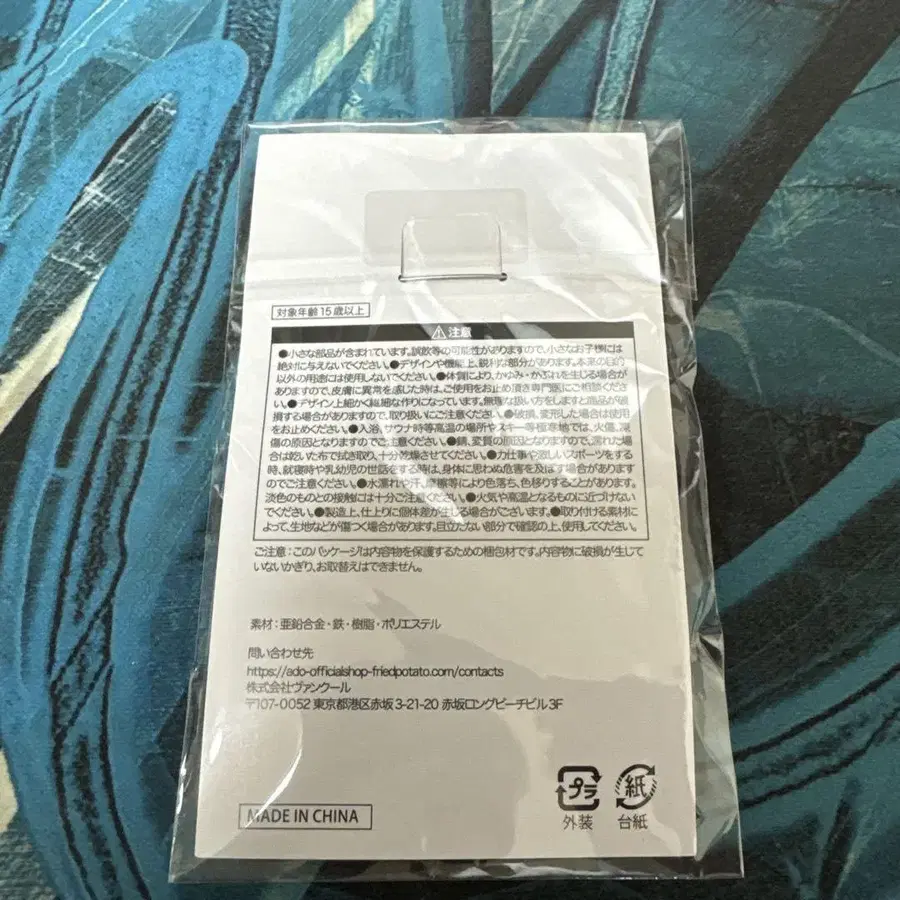 対象年齢15歳以上
⚠注意
●小さな部品が含まれています。誤飲等の可能性がありますので、小さなお子様には
絶対に与えないでください。●デザインや機能上、鋭利な部分があります。本来の目的
以外の用途には使用しないでください。●体質により、かゆみ・かぶれを生じる場合が
ありますので、皮膚に異常を感じた時は、ご使用をお止め頂き専門医にご相談くださ
い。●デザイン上細かく繊細な作りになっています。無理な扱い方をしますと商品が破
損する場合がありますので、取り扱いにご注意ください。●破損、変形した場合は使用
をお止めください。●入浴、サウナ時等高温の場所やスキー等極寒地では、火傷、凍
傷の原因となりますのでご注意ください。●錆、変質の原因となりますので、濡れた場
合は乾いた布で拭き取り、十分乾燥させてください。●力仕事や激しいスポーツをする
時、就寝時や乳幼児の世話をする時は、身体に思わぬ危害を及ぼす場合があります
のでご注意ください。●水濡れや汗、摩擦等により色落ち、色移りすることがあります。
淡色のものとの接触には十分ご注意ください。●火気や高温となるものに近づけない
でください。●製造上、仕上りに個体差が生じる場合がございます。●取り付ける素材に
よって、生地などが傷つく場合があります。目立たない部分で確認の上、使用してください。
ご注意：このパッケージは内容物を保護するための梱包材です。内容物に破損が生じて
いないかぎり、お取替えはできません。
素材：亜鉛合金・鉄・樹脂・ポリエステル
問い合わせ先
https://ado-officialshop-friedpotato.com/contacts
株式会社ヴァンクール
〒107-0052 東京都港区赤坂 3-21-20 赤坂ロングビーチビル 3F
MADE IN CHINA
プラ 紙
外装 台紙